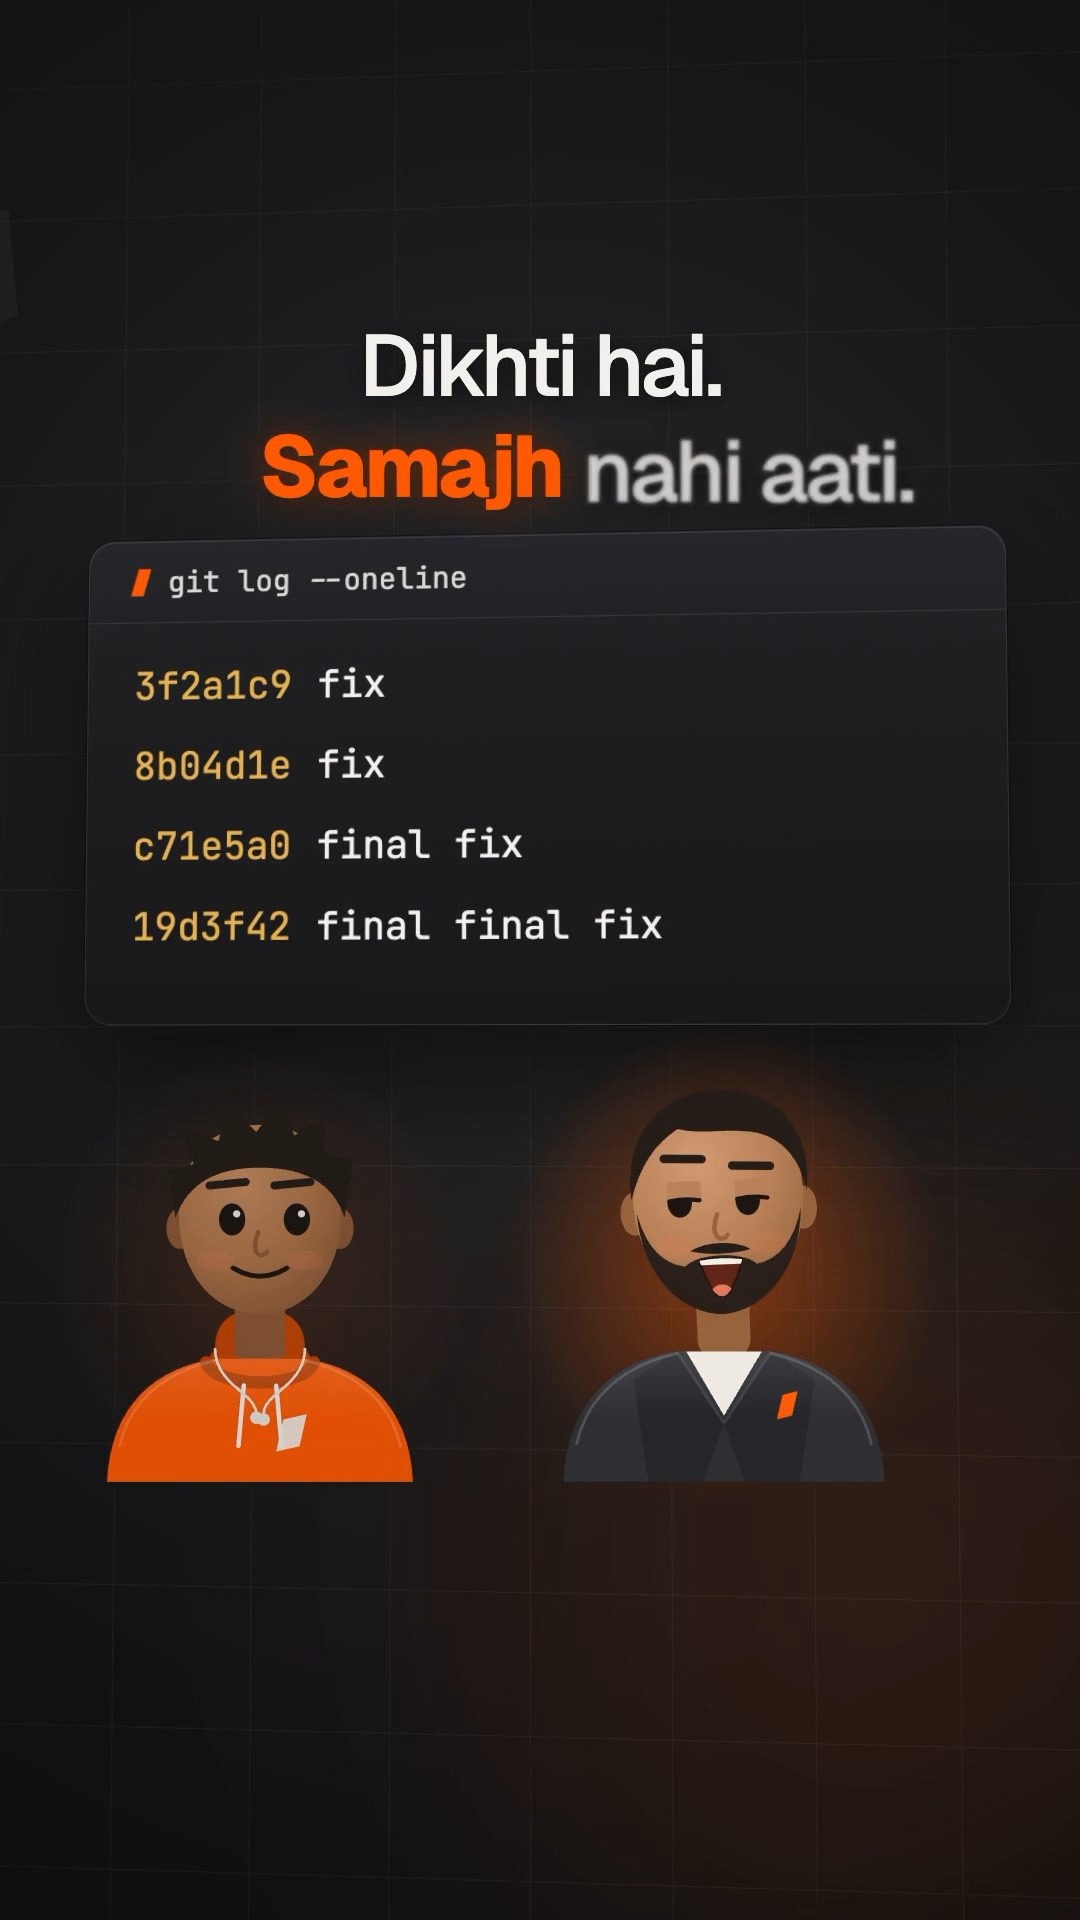 Dikhti hai.
Samajh nahi aati.
git log --oneline
3f2a1c9 fix
8b04d1e fix
c71e5a0 final fix
19d3f42 final final fix